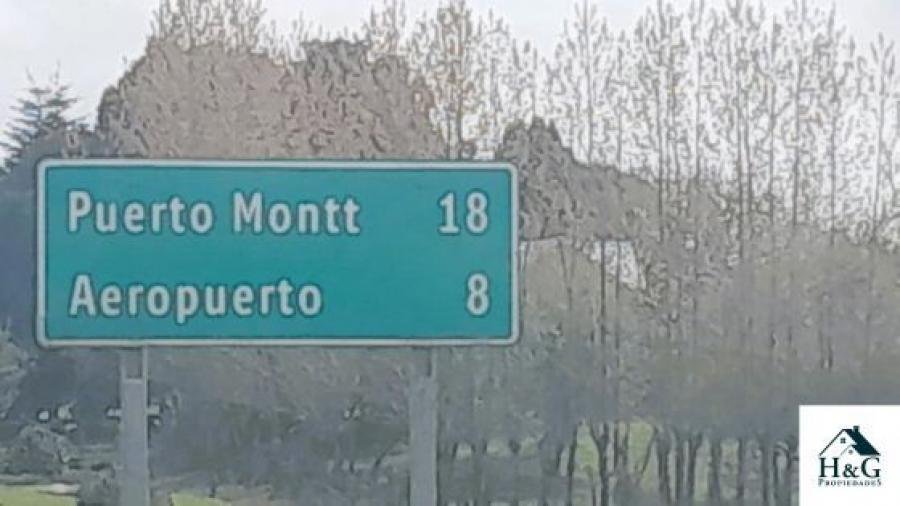 Puerto Montt 18
Aeropuerto 8
H&G
PROPIEDADES